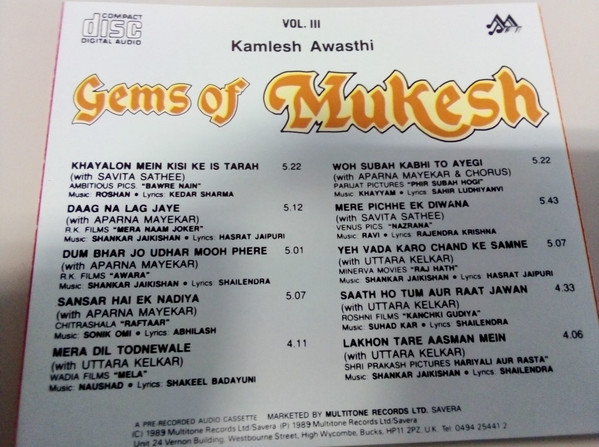 COMPACT
disc
DIGITAL AUDIO
VOL. III
Kamlesh Awasthi
Gems of Mukesh
KHAYALON MEIN KISI KE IS TARAH 5.22
(with SAVITA SATHEE)
AMBITIOUS PICS. "BAWRE NAIN"
Music: ROSHAN • Lyrics: KEDAR SHARMA
DAAG NA LAG JAYE 5.12
(with APARNA MAYEKAR)
R.K. FILMS "MERA NAAM JOKER"
Music: SHANKAR JAIKISHAN • Lyrics: HASRAT JAIPURI
DUM BHAR JO UDHAR MOOH PHERE 5.01
(with APARNA MAYEKAR)
R.K. FILMS "AWARA"
Music: SHANKAR JAIKISHAN • Lyrics: SHAILENDRA
SANSAR HAI EK NADIYA 5.07
(with APARNA MAYEKAR)
CHITRASHALA "RAFTAAR"
Music: SONIK OMI • Lyrics: ABHILASH
MERA DIL TODNEWALE 4.11
(with UTTARA KELKAR)
WADIA FILMS "MELA"
Music: NAUSHAD • Lyrics: SHAKEEL BADAYUNI
WOH SUBAH KABHI TO AYEGI 5.22
(with APARNA MAYEKAR & CHORUS)
PARIJAT PICTURES "PHIR SUBAH HOGI"
Music: KHAYYAM • Lyrics: SAHIR LUDHIYANVI
MERE PICHHE EK DIWANA 5.43
(with SAVITA SATHEE)
VENUS PICS. "NAZRANA"
Music: RAVI • Lyrics: RAJENDRA KRISHNA
YEH VADA KARO CHAND KE SAMNE 5.07
(with UTTARA KELKAR)
MINERVA MOVIES "RAJ HATH"
Music: SHANKAR JAIKISHAN • Lyrics: HASRAT JAIPURI
SAATH HO TUM AUR RAAT JAWAN 4.33
(with UTTARA KELKAR)
ROSHNI FILMS "KANCHKI GUDIYA"
Music: SUHAD KAR • Lyrics: SHAILENDRA
LAKHON TARE AASMAN MEIN 4.06
(with UTTARA KELKAR)
SHRI PRAKASH PICTURES HARIYALI AUR RASTA"
Music: SHANKAR JAIKISHAN • Lyrics: SHAILENDRA
A PRE-RECORDED AUDIO CASSETTE MARKETED BY MULTITONE RECORDS LTD. SAVERA
(C) 1989 Multitone Records Ltd/Savera (P) 1989 Multitone Records Ltd/Savera
Unit 24 Vernon Building, Westbourne Street, High Wycombe, Bucks, HP11 2PZ, U.K. Tel. 0494 25441 2